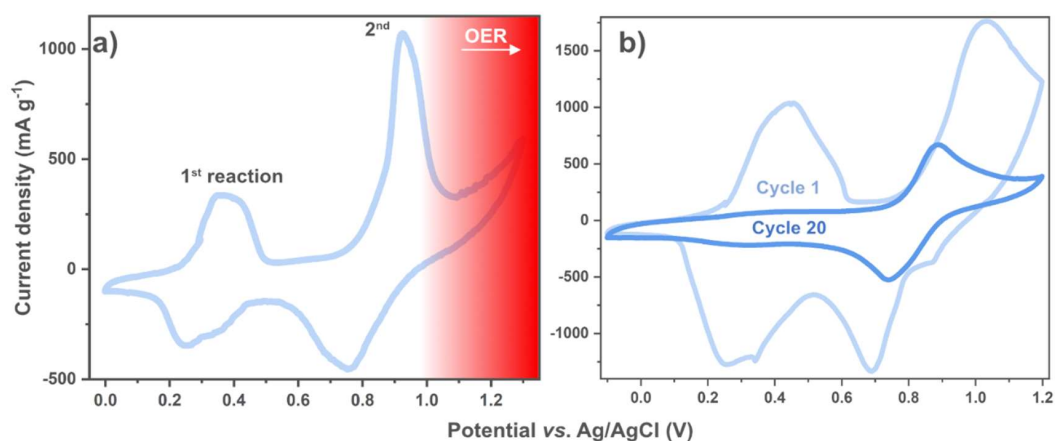 a)
2nd
OER
1st reaction
1000
500
0
-500
0.0 0.2 0.4 0.6 0.8 1.0 1.2
Current density (mA g-1)
b)
Cycle 1
Cycle 20
1500
1000
500
0
-500
-1000
0.0 0.2 0.4 0.6 0.8 1.0 1.2
Potential vs. Ag/AgCl (V)